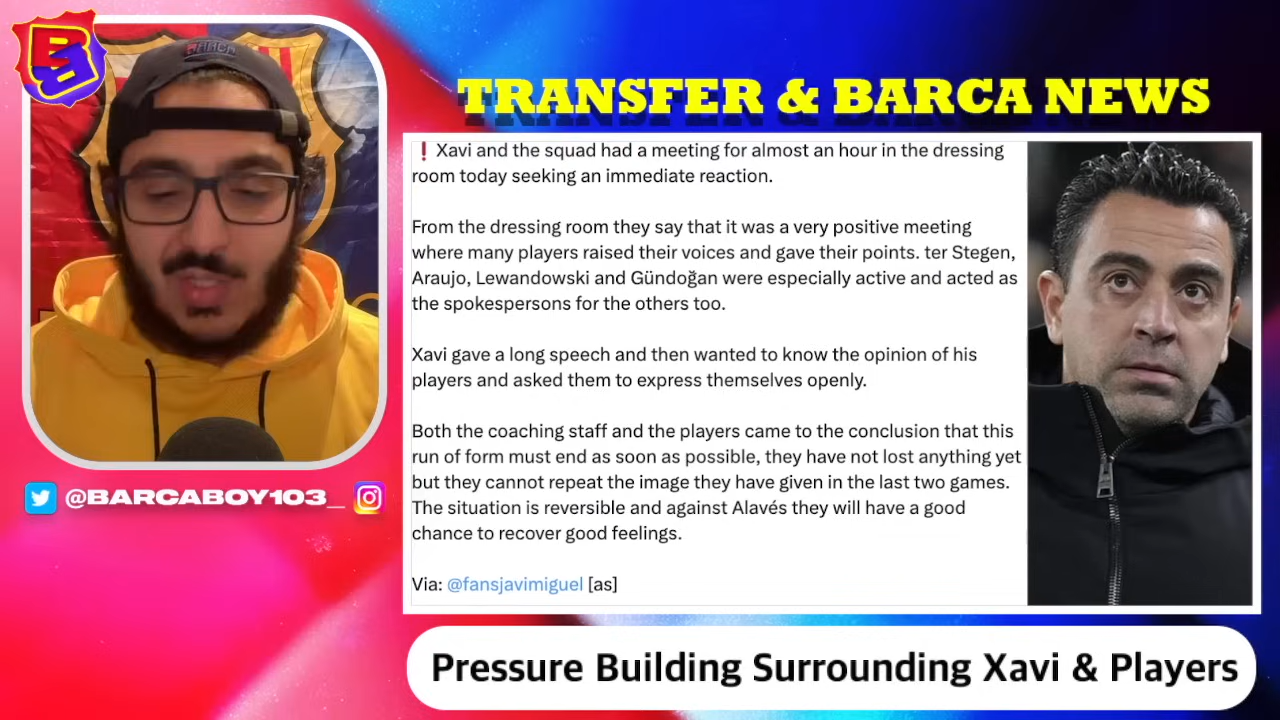 BARCA
TRANSFER & BARCA NEWS
❗ Xavi and the squad had a meeting for almost an hour in the dressing
room today seeking an immediate reaction.
From the dressing room they say that it was a very positive meeting
where many players raised their voices and gave their points. ter Stegen,
Araujo, Lewandowski and Gündoğan were especially active and acted as
the spokespersons for the others too.
Xavi gave a long speech and then wanted to know the opinion of his
players and asked them to express themselves openly.
Both the coaching staff and the players came to the conclusion that this
run of form must end as soon as possible, they have not lost anything yet
but they cannot repeat the image they have given in the last two games.
The situation is reversible and against Alavés they will have a good
chance to recover good feelings.
Via: @fansjavimiguel [as]
@BARCABOY103_
Pressure Building Surrounding Xavi & Players